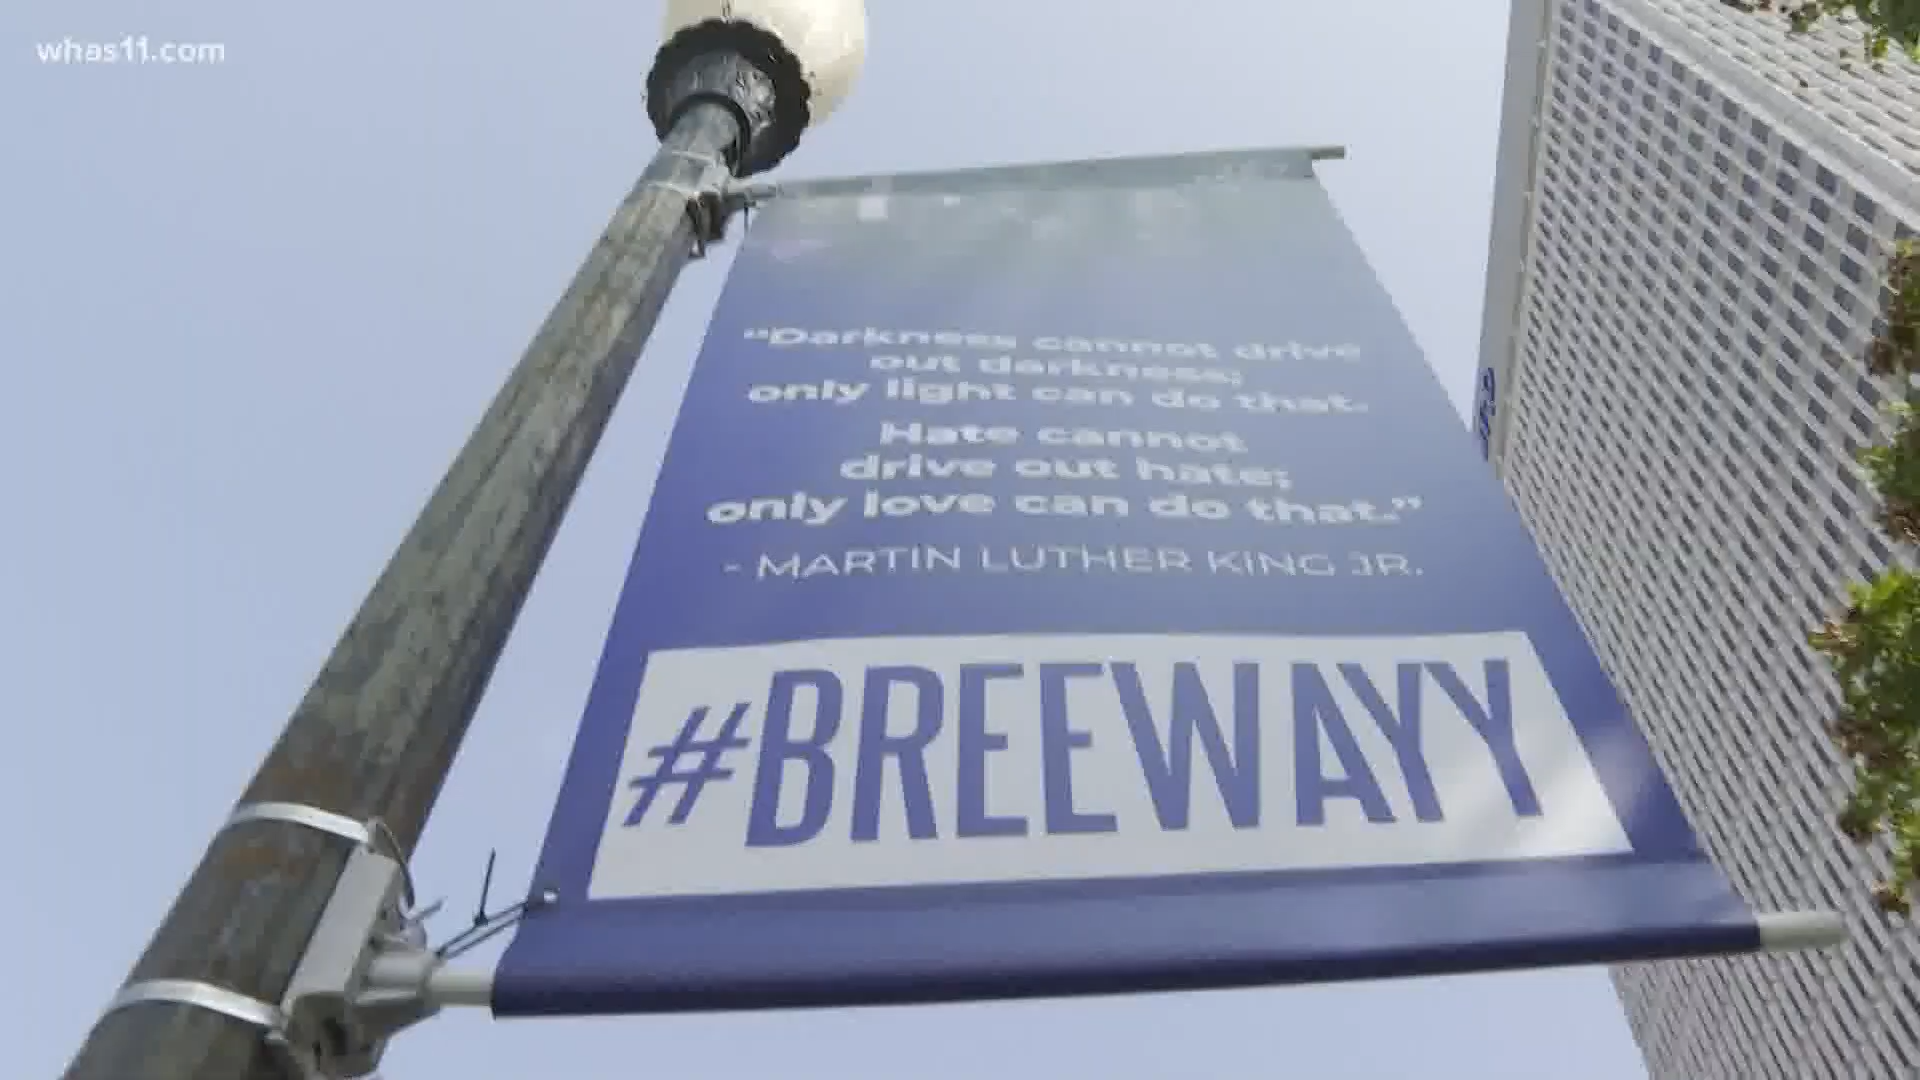 whas11.com
“Darkness cannot drive
out darkness;
only light can do that.
Hate cannot
drive out hate;
only love can do that.”
- MARTIN LUTHER KING JR.
#BREEWAYY